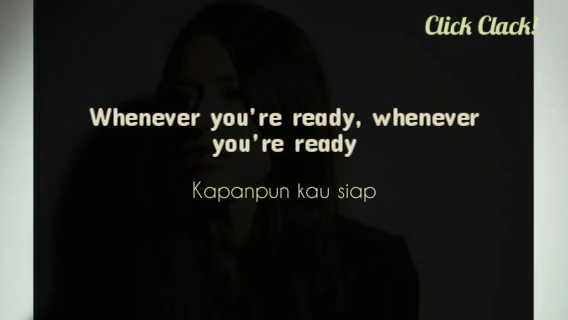 Click Clack!
Whenever you're ready, whenever
you're ready
Kapanpun kau siap